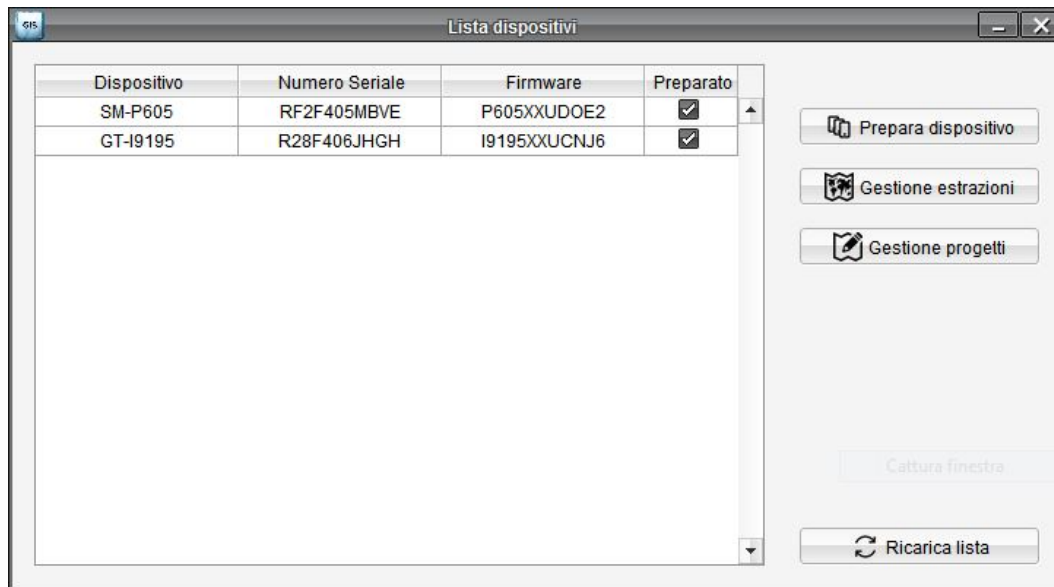 GIS
Lista dispositivi
Dispositivo Numero Seriale Firmware Preparato
SM-P605 RF2F405MBVE P605XXUDOE2
GT-I9195 R28F406JHGH I9195XXUCNJ6
Prepara dispositivo
Gestione estrazioni
Gestione progetti
Cattura finestra
Ricarica lista